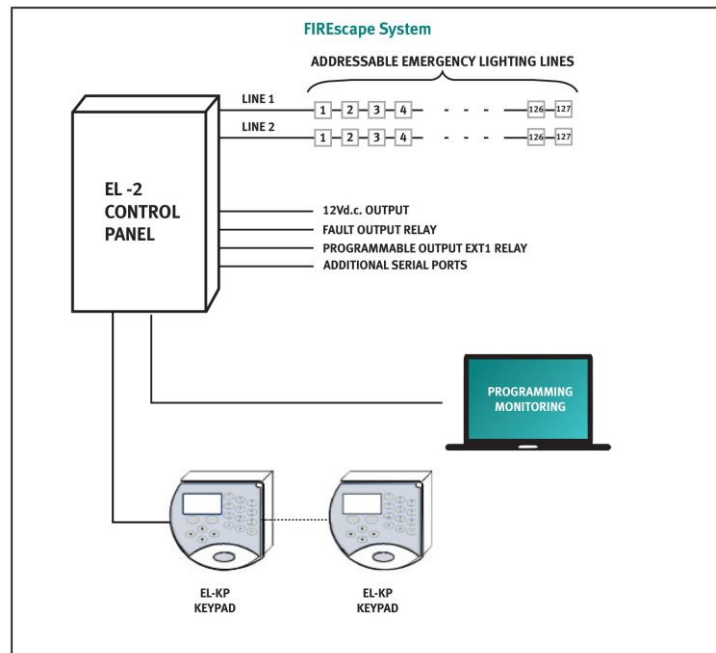 FIREscape System
ADDRESSABLE EMERGENCY LIGHTING LINES
LINE 1
1 2 3 4 - - - 126 127
LINE 2
1 2 3 4 - - - 126 127
EL -2
CONTROL
PANEL
12Vd.c. OUTPUT
FAULT OUTPUT RELAY
PROGRAMMABLE OUTPUT EXT1 RELAY
ADDITIONAL SERIAL PORTS
PROGRAMMING
MONITORING
EL-KP
KEYPAD
EL-KP
KEYPAD